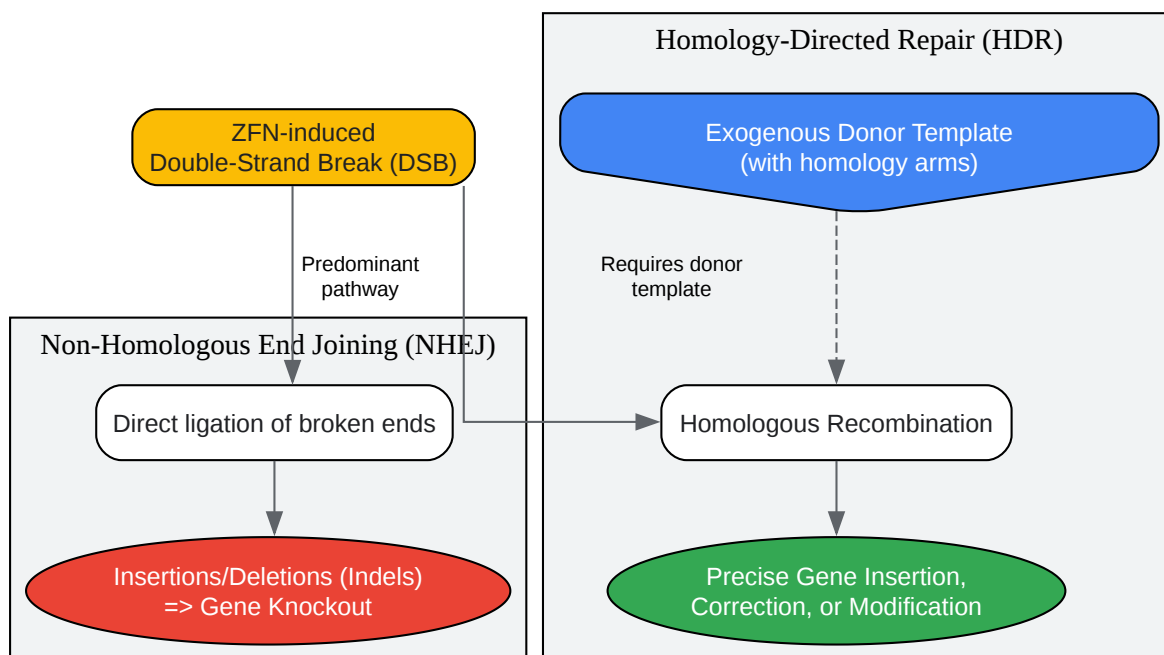 Homology-Directed Repair (HDR)
ZFN-induced
Double-Strand Break (DSB)
Exogenous Donor Template
(with homology arms)
Predominant
pathway
Requires donor
template
Non-Homologous End Joining (NHEJ)
Direct ligation of broken ends
Homologous Recombination
Insertions/Deletions (Indels)
=> Gene Knockout
Precise Gene Insertion,
Correction, or Modification